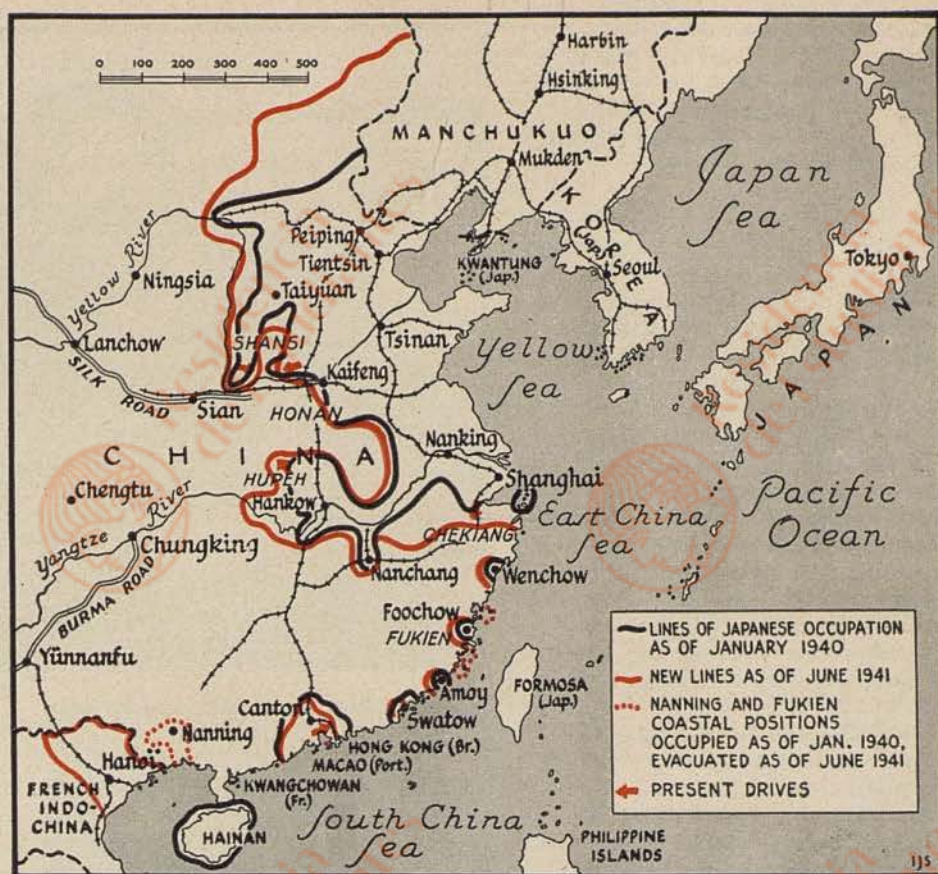 0 100 200 300 400 500
Harbin
Hsinking
MANCHUKUO
Mukden
Japan
Sea
KOREA
(Jap.)
Peiping
Tientsin
KWANTUNG
(Jap.)
Seoul
Tokyo
JAPAN
Yellow River
Ningsia
Taiyuan
Lanchow
SHANSI
Tsinan
Yellow
Sea
SILK
ROAD
Sian
Kaifeng
HONAN
CHINA
Nanking
Shanghai
Chengtu
HUPEH
Hankow
East China
Sea
Pacific
Ocean
Yangtze River
Chungking
CHEKIANG
BURMA ROAD
Nanchang
Wenchow
Foochow
FUKIEN
Yünnanfu
Amoy
FORMOSA
(Jap.)
Canton
Swatow
Nanning
HONG KONG (Br.)
MACAO (Port.)
Hanoi
KWANGCHOWAN
(Fr.)
FRENCH
INDO-
CHINA
HAINAN
South China
Sea
PHILIPPINE
ISLANDS
LINES OF JAPANESE OCCUPATION
AS OF JANUARY 1940
NEW LINES AS OF JUNE 1941
NANNING AND FUKIEN
COASTAL POSITIONS
OCCUPIED AS OF JAN. 1940,
EVACUATED AS OF JUNE 1941
PRESENT DRIVES
IJS